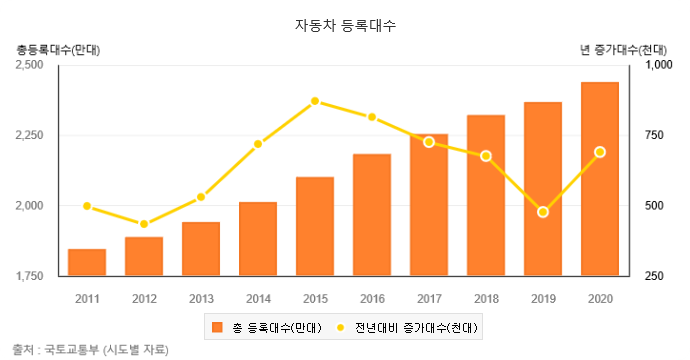 자동차 등록대수
총등록대수(만대) 년 증가대수(천대)
2,500 1,000
2,250 750
2,000 500
1,750 250
2011 2012 2013 2014 2015 2016 2017 2018 2019 2020
총 등록대수(만대) 전년대비 증가대수(천대)
출처 : 국토교통부 (시도별 자료)